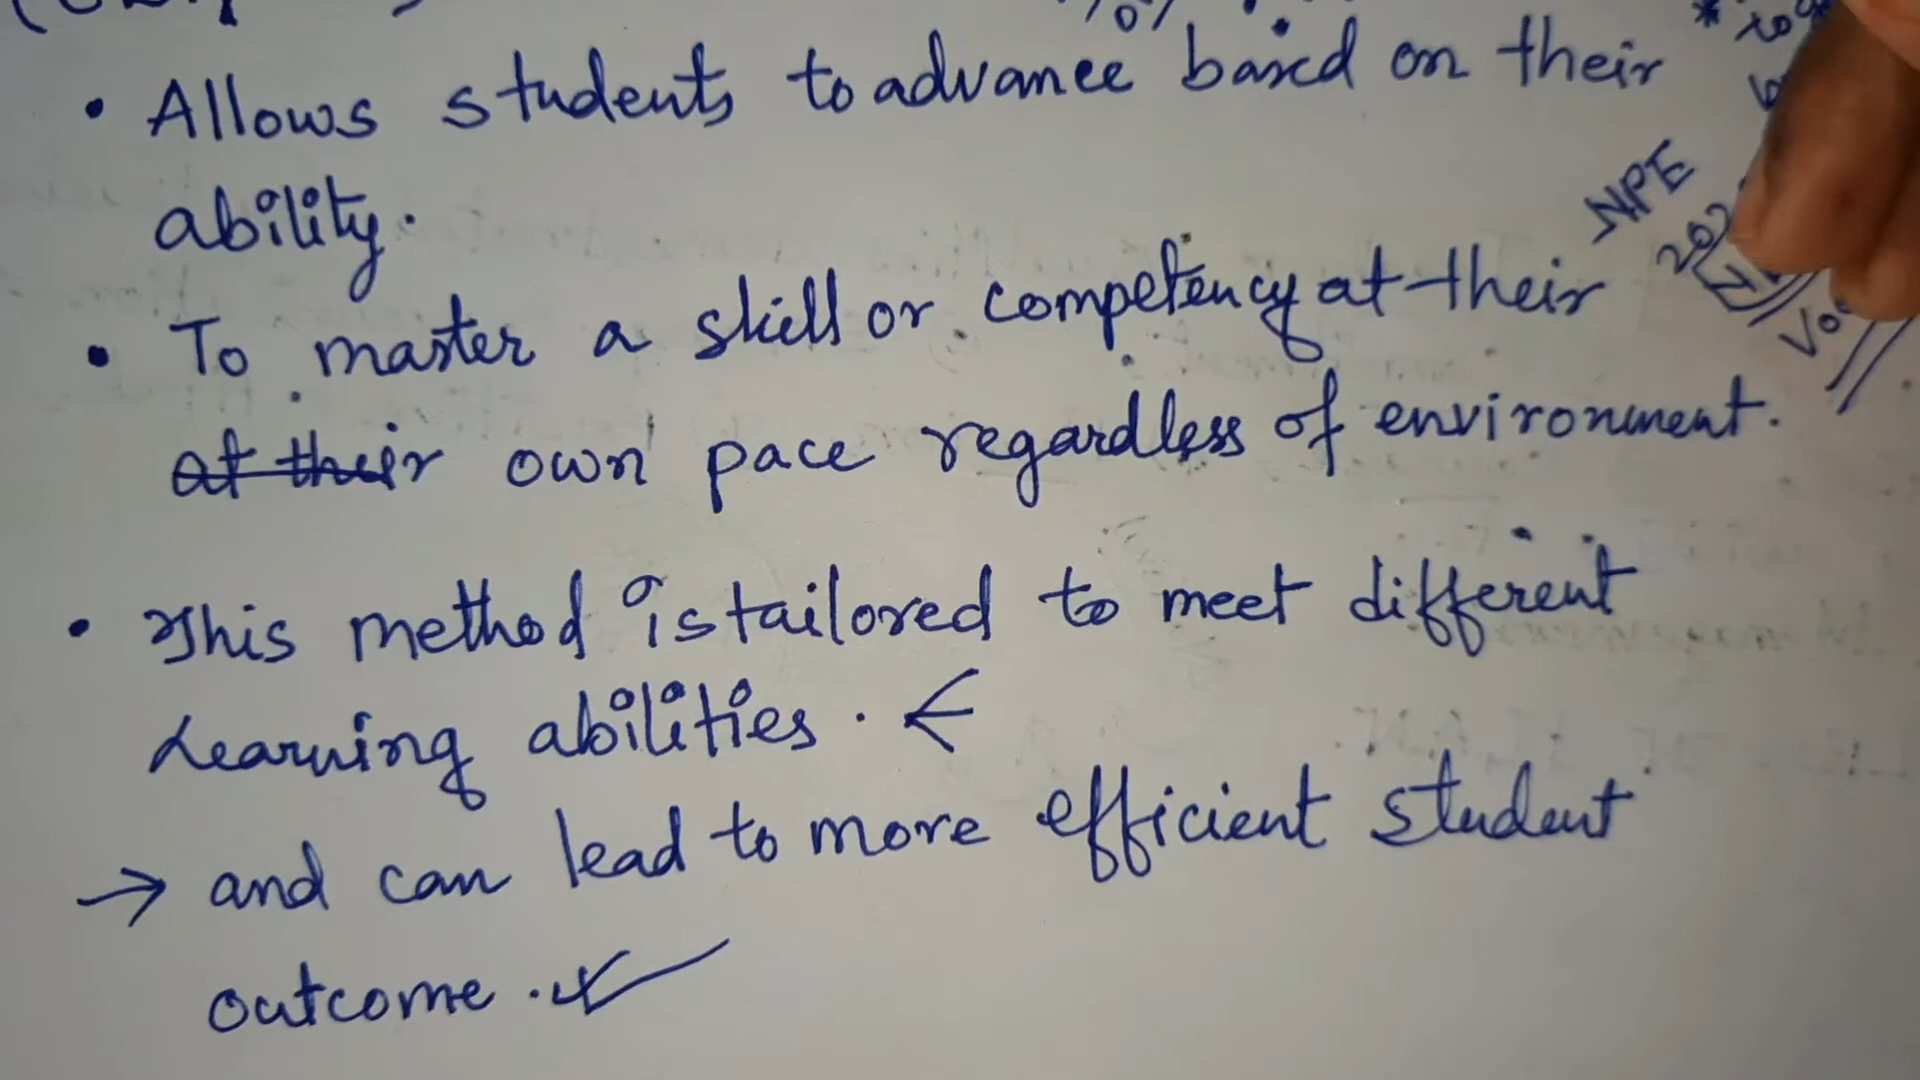 • Allows students to advance based on their
ability.
• To master a skill or competency at their
at their own pace regardless of environment.
• This method is tailored to meet different
Learning abilities. ←
→ and can lead to more efficient student
outcome. ✓
NPE